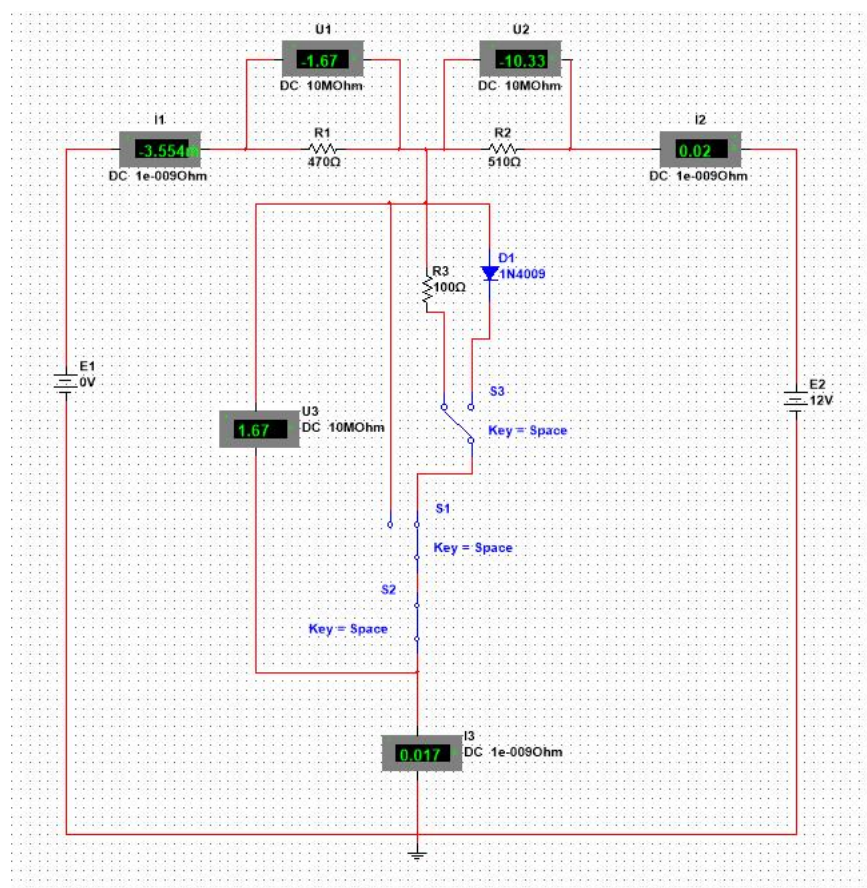 U1
-1.67
DC 10MOhm
U2
-10.33
DC 10MOhm
I1
-3.554m
DC 1e-009Ohm
R1
470Ω
R2
510Ω
I2
0.02
DC 1e-009Ohm
R3
100Ω
D1
1N4009
E1
0V
S3
Key = Space
E2
12V
U3
1.67
DC 10MOhm
S1
Key = Space
S2
Key = Space
I3
0.017
DC 1e-009Ohm